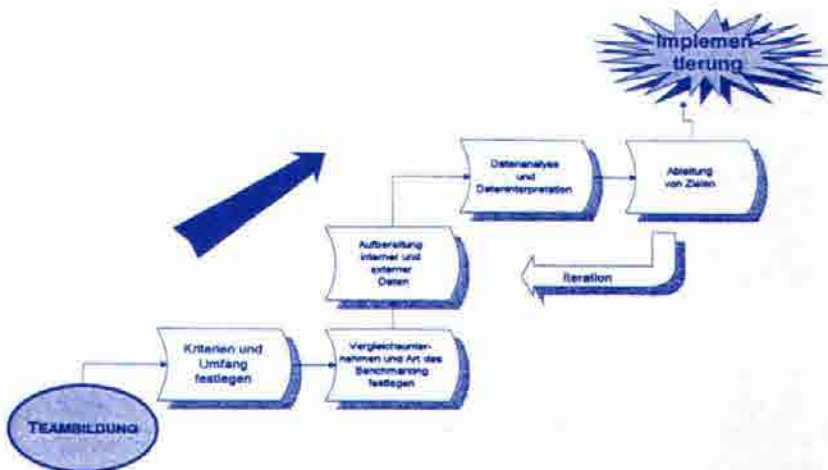 Implemen-
tierung
Datenanalyse
und
Dateninterpretation
Ableitung
von Zielen
Aufbereitung
interner und
externer
Daten
Iteration
Kriterien und
Umfang
festlegen
Vergleichsunter-
nehmen und Art des
Benchmarking
festlegen
TEAMBILDUNG